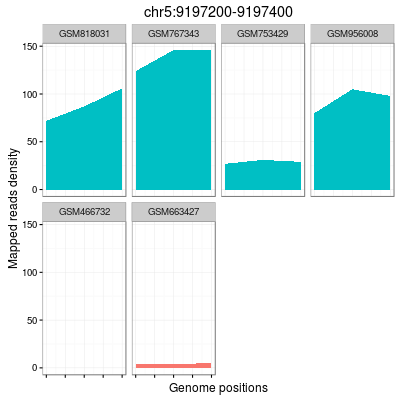 chr5:9197200-9197400
GSM818031 GSM767343 GSM753429 GSM956008
150
100
50
0
GSM466732 GSM663427
150
100
50
0
Mapped reads density
Genome positions